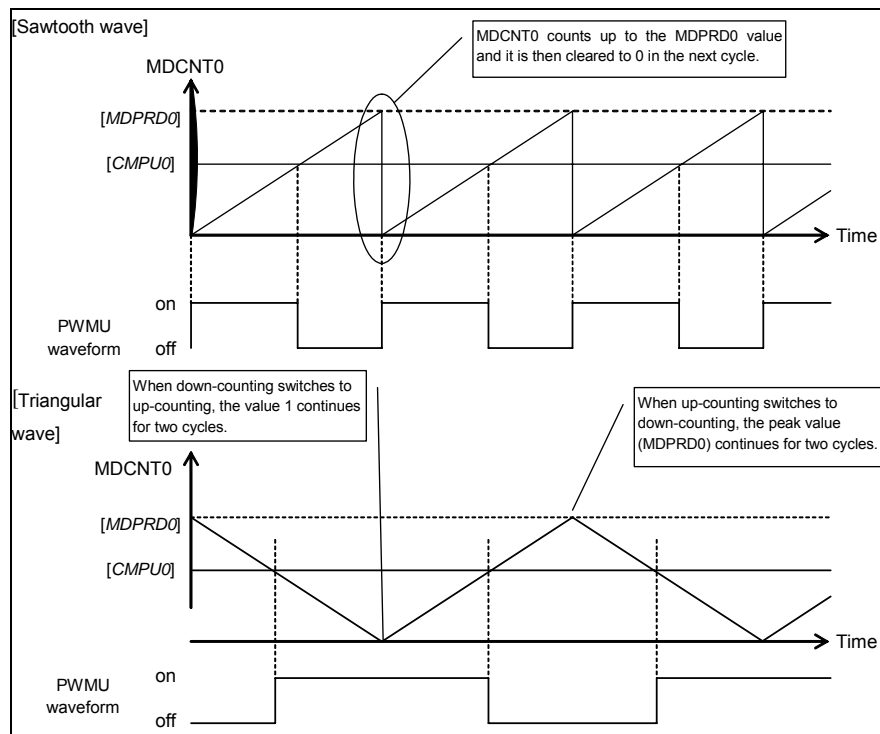 [Sawtooth wave]
MDCNT0 counts up to the MDPRD0 value
and it is then cleared to 0 in the next cycle.
MDCNT0
[MDPRD0]
[CMPU0]
Time
on
PWMU
waveform
off
[Triangular
wave]
When down-counting switches to
up-counting, the value 1 continues
for two cycles.
When up-counting switches to
down-counting, the peak value
(MDPRD0) continues for two cycles.
MDCNT0
[MDPRD0]
[CMPU0]
Time
on
PWMU
waveform
off